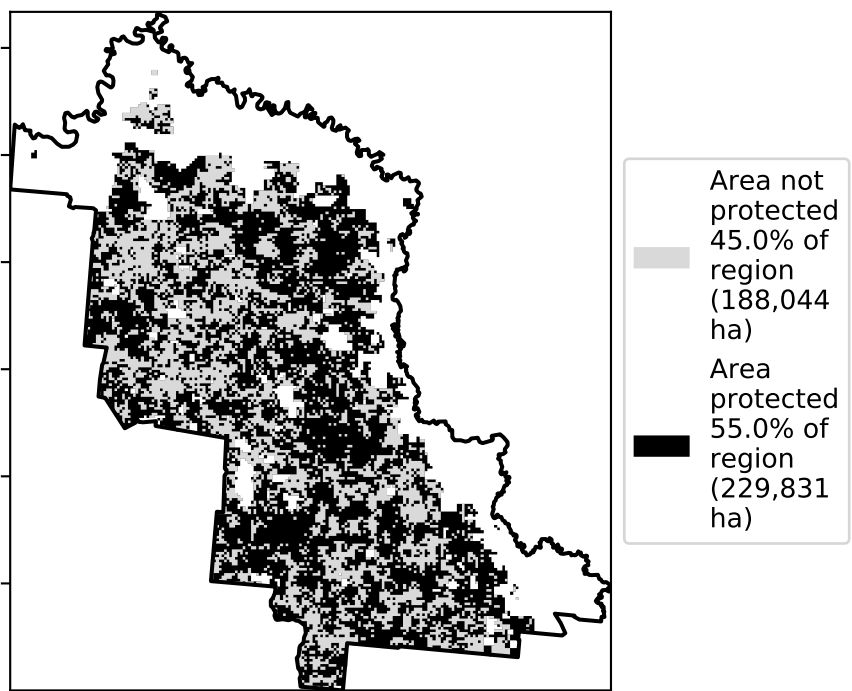 Area not
protected
45.0% of
region
(188,044
ha)
Area
protected
55.0% of
region
(229,831
ha)